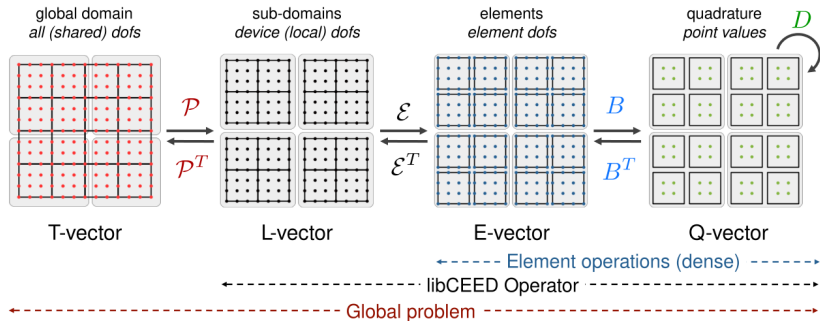 global domain
all (shared) dofs
sub-domains
device (local) dofs
elements
element dofs
quadrature
point values
D
P
P^T
E
E^T
B
B^T
T-vector
L-vector
E-vector
Q-vector
Element operations (dense)
libCEED Operator
Global problem